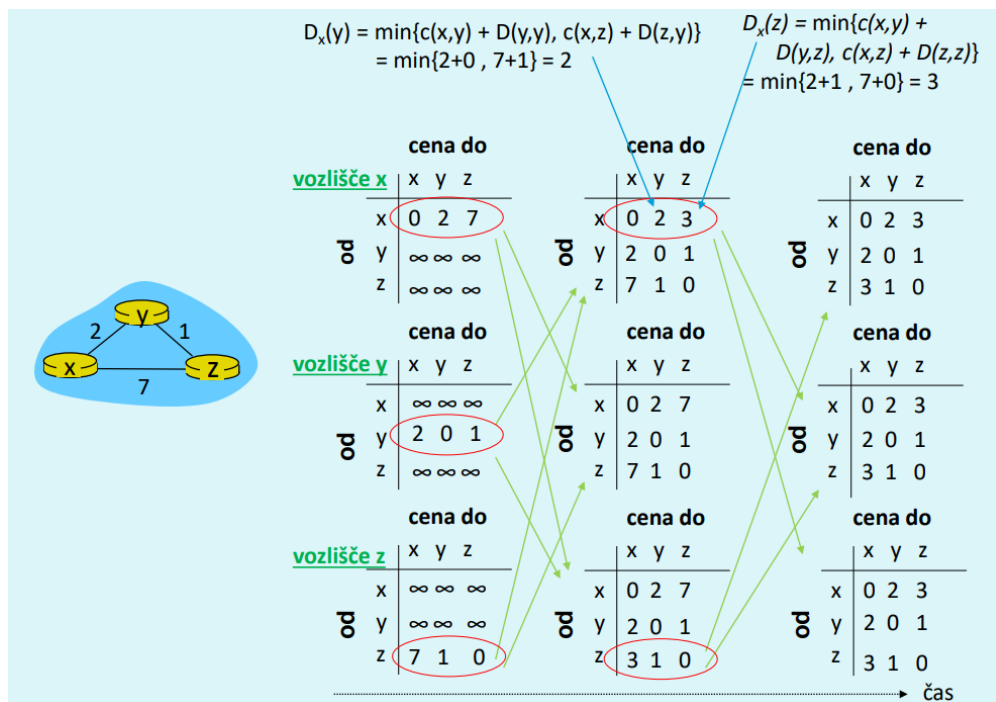 Dx(y) = min{c(x,y) + D(y,y), c(x,z) + D(z,y)}
= min{2+0 , 7+1} = 2
Dx(z) = min{c(x,y) +
D(y,z), c(x,z) + D(z,z)}
= min{2+1 , 7+0} = 3
y
2
1
x
z
7
vozlišče x
cena do
x y z
od
x 0 2 7
y ∞ ∞ ∞
z ∞ ∞ ∞
cena do
x y z
od
x 0 2 3
y 2 0 1
z 7 1 0
cena do
x y z
od
x 0 2 3
y 2 0 1
z 3 1 0
vozlišče y
cena do
x y z
od
x ∞ ∞ ∞
y 2 0 1
z ∞ ∞ ∞
cena do
x y z
od
x 0 2 7
y 2 0 1
z 7 1 0
cena do
x y z
od
x 0 2 3
y 2 0 1
z 3 1 0
vozlišče z
cena do
x y z
od
x ∞ ∞ ∞
y ∞ ∞ ∞
z 7 1 0
cena do
x y z
od
x 0 2 7
y 2 0 1
z 3 1 0
cena do
x y z
od
x 0 2 3
y 2 0 1
z 3 1 0
čas